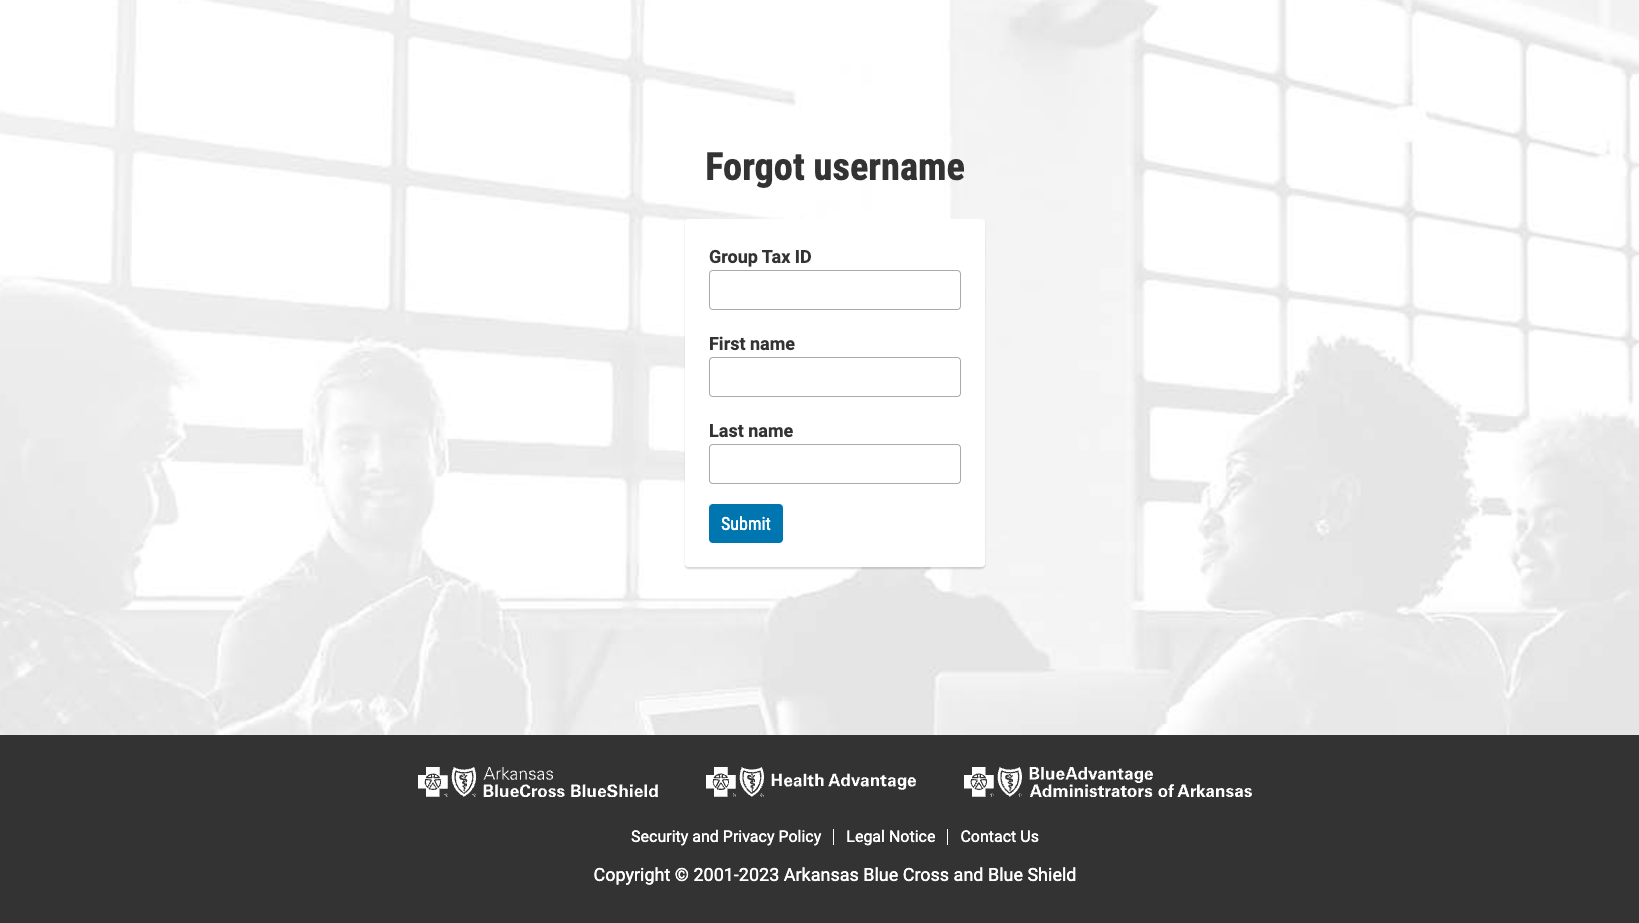 Forgot username
Group Tax ID
First name
Last name
Submit
Arkansas
BlueCross BlueShield
Health Advantage
BlueAdvantage
Administrators of Arkansas
Security and Privacy Policy | Legal Notice | Contact Us
Copyright © 2001-2023 Arkansas Blue Cross and Blue Shield